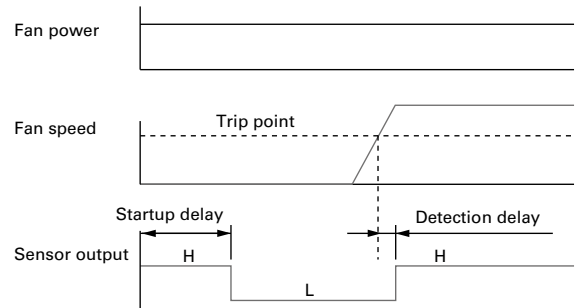 Fan power
Fan speed
Trip point
Startup delay
Detection delay
Sensor output
H
H
L